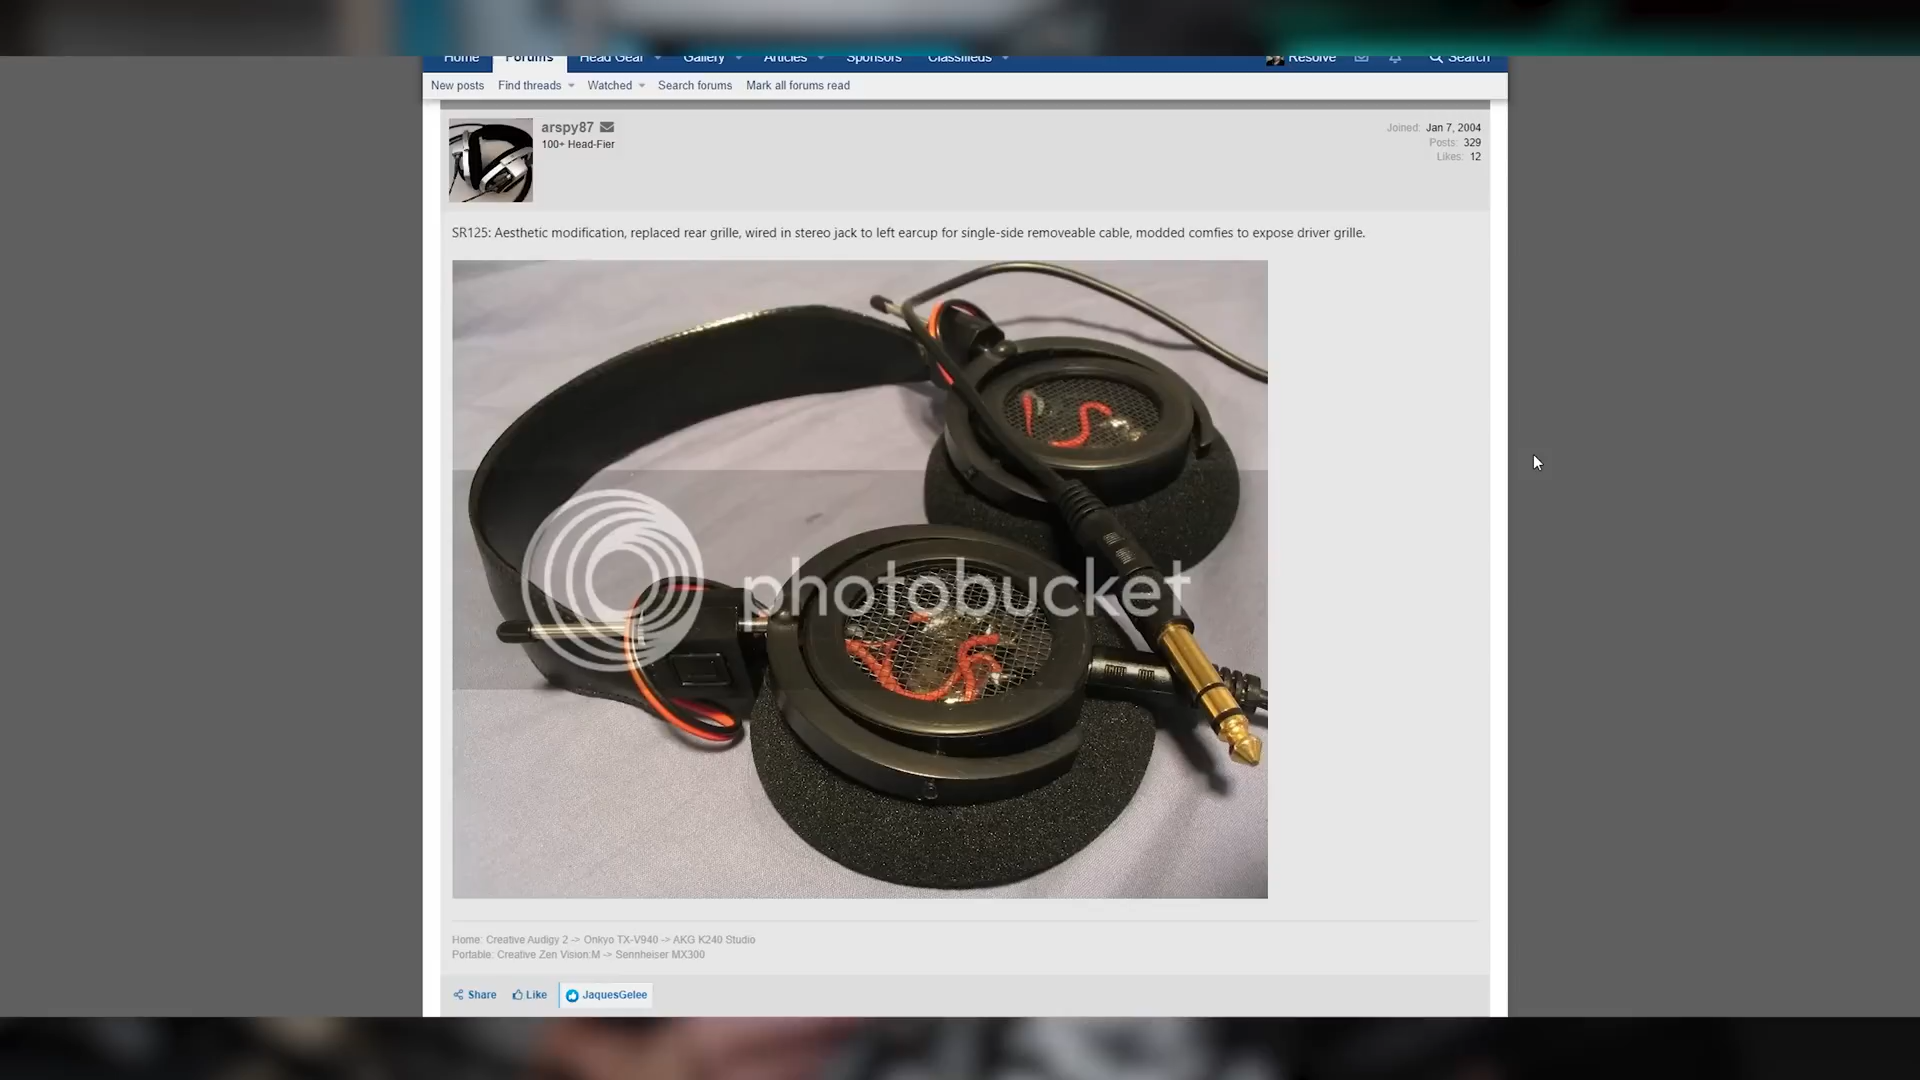 Home Forums Head Gear Gallery Articles Sponsors Classifieds Resolve Search
New posts Find threads Watched Search forums Mark all forums read
arspy87
100+ Head-Fier
Joined: Jan 7, 2004
Posts: 329
Likes: 12
SR125: Aesthetic modification, replaced rear grille, wired in stereo jack to left earcup for single-side removeable cable, modded comfies to expose driver grille.
photobucket
Home: Creative Audigy 2 -> Onkyo TX-V940 -> AKG K240 Studio
Portable: Creative Zen Vision:M -> Sennheiser MX300
Share Like JaquesGelee